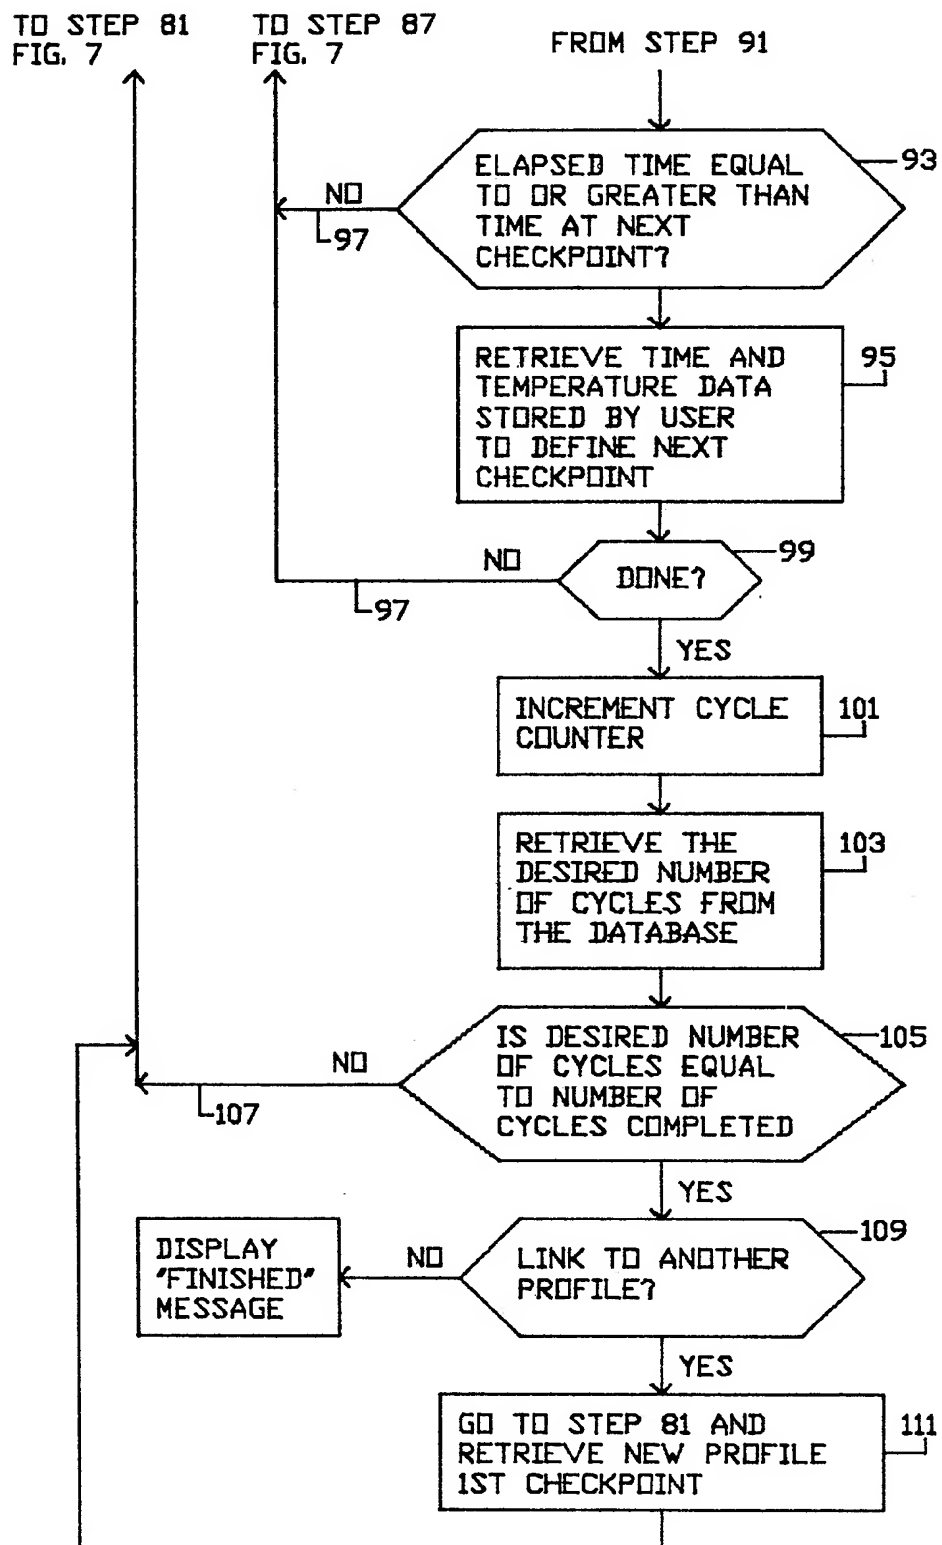 TO STEP 81
FIG. 7
TO STEP 87
FIG. 7
FROM STEP 91
ELAPSED TIME EQUAL
TO OR GREATER THAN
TIME AT NEXT
CHECKPOINT?
93
NO
97
RETRIEVE TIME AND
TEMPERATURE DATA
STORED BY USER
TO DEFINE NEXT
CHECKPOINT
95
DONE?
99
NO
97
YES
INCREMENT CYCLE
COUNTER
101
RETRIEVE THE
DESIRED NUMBER
OF CYCLES FROM
THE DATABASE
103
IS DESIRED NUMBER
OF CYCLES EQUAL
TO NUMBER OF
CYCLES COMPLETED
105
NO
107
YES
LINK TO ANOTHER
PROFILE?
109
NO
DISPLAY
"FINISHED"
MESSAGE
YES
GO TO STEP 81 AND
RETRIEVE NEW PROFILE
1ST CHECKPOINT
111